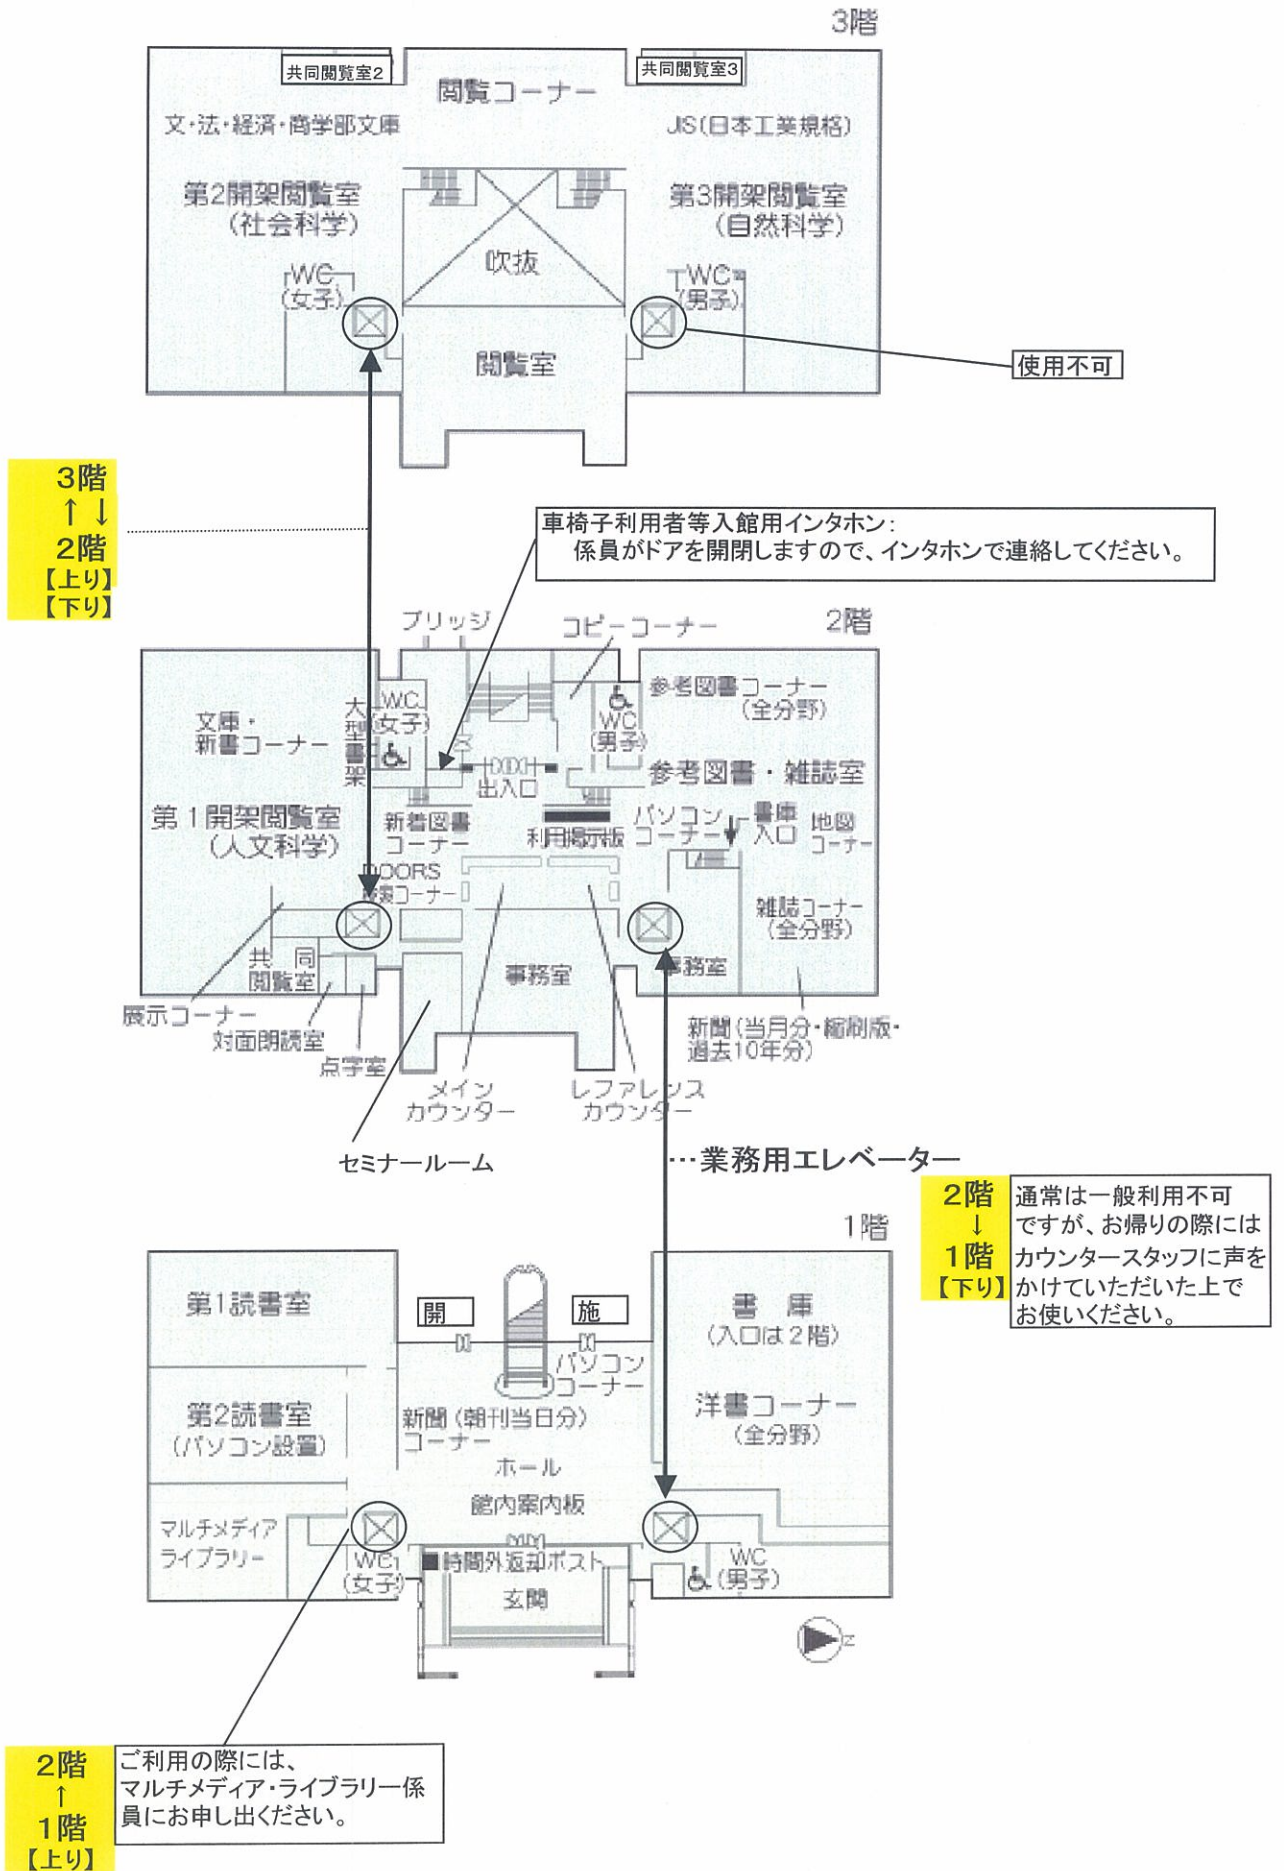 3階
共同閲覧室2
共同閲覧室3
閲覧コーナー
文・法・経済・商学部文庫
JIS(日本工業規格)
第2開架閲覧室
(社会科学)
第3開架閲覧室
(自然科学)
吹抜
WC
(女子)
WC
(男子)
閲覧室
使用不可
3階
↑ ↓
2階
【上り】
【下り】
車椅子利用者等入館用インタホン:
係員がドアを開閉しますので、インタホンで連絡してください。
2階
ブリッジ
コピーコーナー
文庫・
新書コーナー
大型書架
WC
(女子)
WC
(男子)
参考図書コーナー
(全分野)
参考図書・雑誌室
出入口
第1開架閲覧室
(人文科学)
新着図書
コーナー
利用掲示版
パソコン
コーナー
書庫
入口
地図
コーナー
DOORS
検索コーナー
雑誌コーナー
(全分野)
共同
閲覧室
事務室
事務室
展示コーナー
対面朗読室
点字室
新聞(当月分・縮刷版・
過去10年分)
メイン
カウンター
レファレンス
カウンター
セミナールーム
…業務用エレベーター
2階
↓
1階
【下り】
通常は一般利用不可
ですが、お帰りの際には
カウンタースタッフに声を
かけていただいた上で
お使いください。
1階
第1読書室
開
施
書庫
(入口は2階)
パソコン
コーナー
第2読書室
(パソコン設置)
新聞(朝刊当日分)
コーナー
洋書コーナー
(全分野)
ホール
館内案内板
マルチメディア
ライブラリー
WC
(女子)
時間外返却ポスト
WC
(男子)
玄関
Z
2階
↑
1階
【上り】
ご利用の際には、
マルチメディア・ライブラリー係
員にお申し出ください。